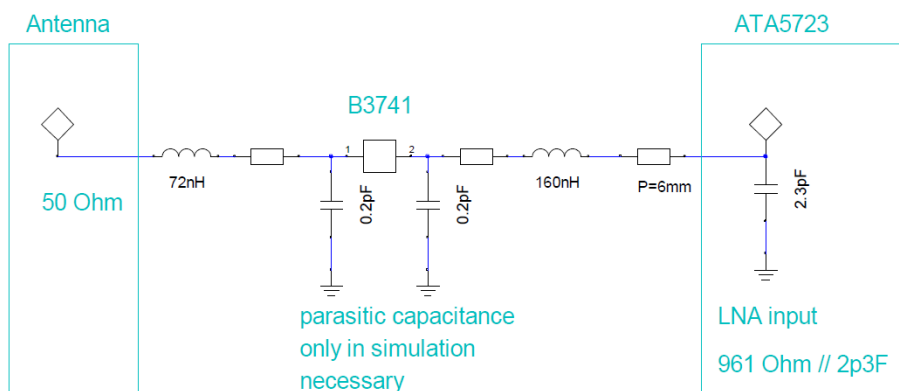 Antenna
ATA5723
B3741
1
2
72nH
160nH
P=6mm
50 Ohm
0.2pF
0.2pF
2.3pF
parasitic capacitance
only in simulation
necessary
LNA input
961 Ohm // 2p3F